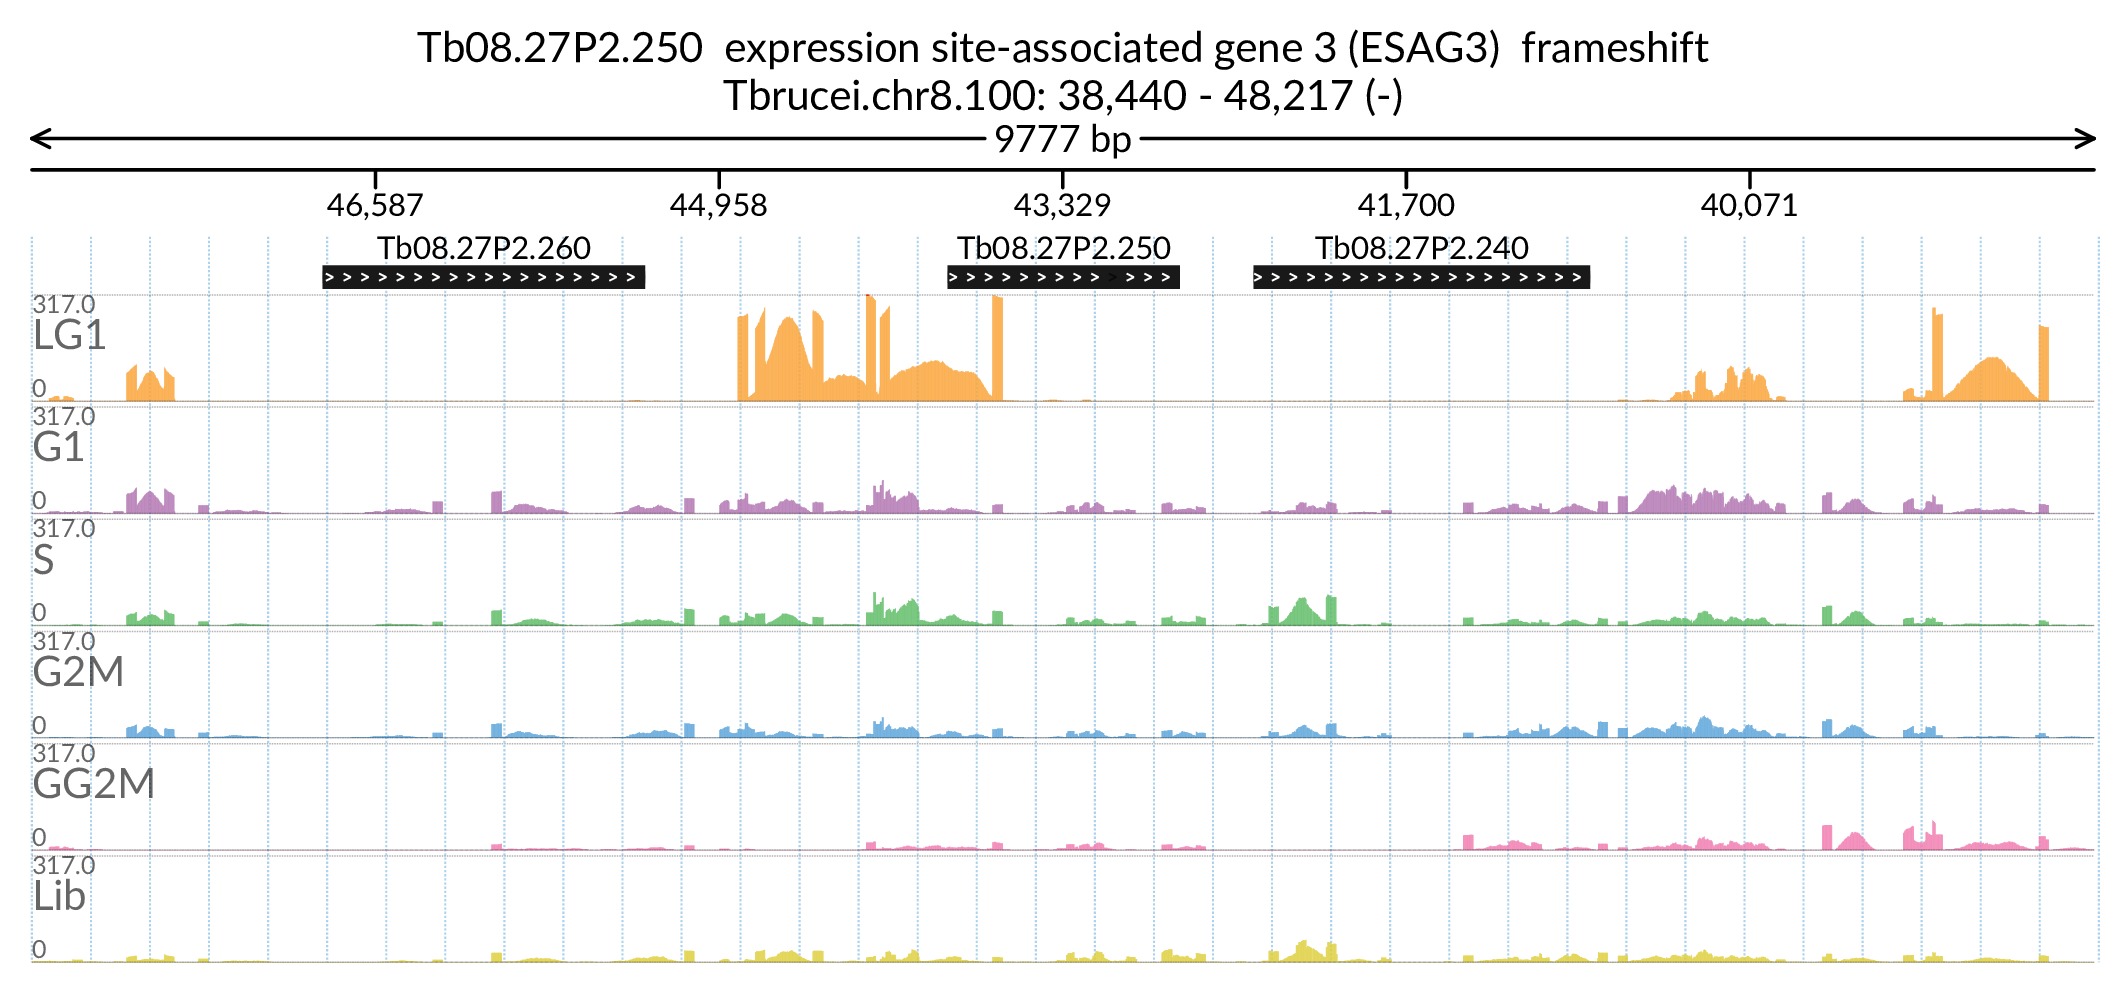 Tb08.27P2.250 expression site-associated gene 3 (ESAG3) frameshift
Tbrucei.chr8.100: 38,440 - 48,217 (-)
9777 bp
46,587 44,958 43,329 41,700 40,071
Tb08.27P2.260 Tb08.27P2.250 Tb08.27P2.240
317.0
LG1
0
317.0
G1
0
317.0
S
0
317.0
G2M
0
317.0
GG2M
0
317.0
Lib
0